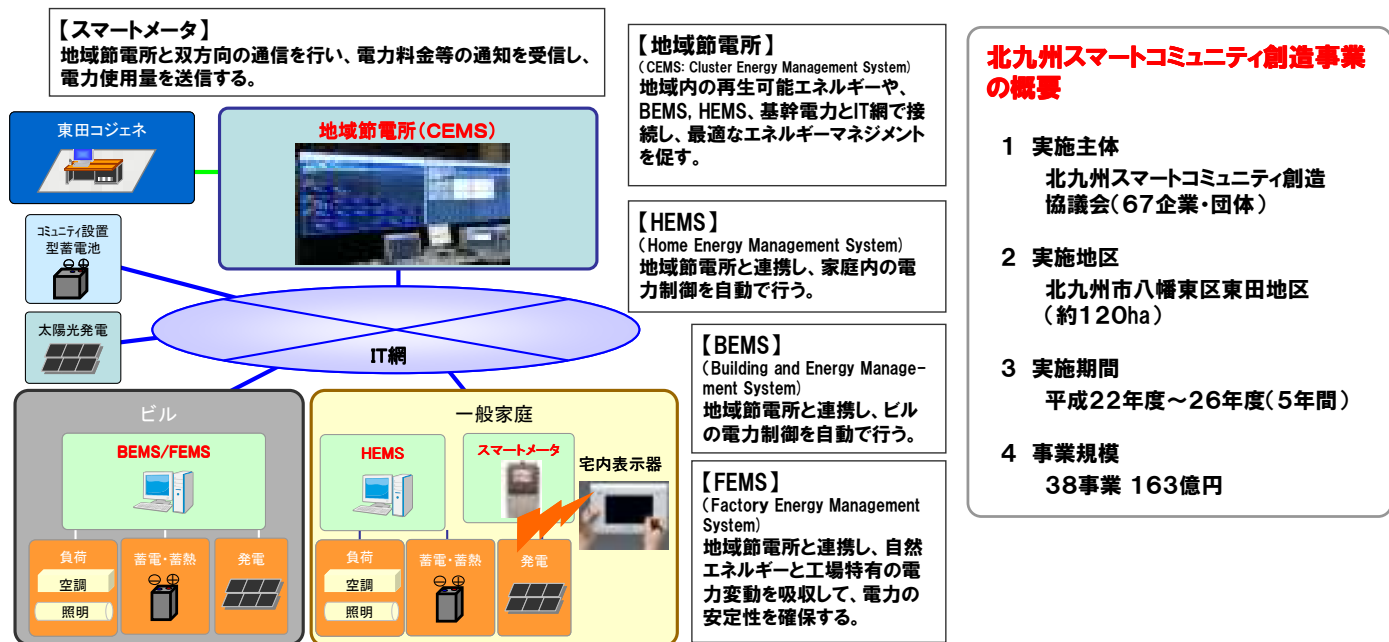 【スマートメータ】
地域節電所と双方向の通信を行い、電力料金等の通知を受信し、
電力使用量を送信する。
東田コジェネ
地域節電所(CEMS)
コミュニティ設置
型蓄電池
太陽光発電
IT網
ビル
BEMS/FEMS
負荷
空調
照明
蓄電・蓄熱
発電
一般家庭
HEMS
スマートメータ
宅内表示器
負荷
空調
照明
蓄電・蓄熱
発電
【地域節電所】
(CEMS: Cluster Energy Management System)
地域内の再生可能エネルギーや、
BEMS, HEMS、基幹電力とIT網で接
続し、最適なエネルギーマネジメント
を促す。
【HEMS】
(Home Energy Management System)
地域節電所と連携し、家庭内の電
力制御を自動で行う。
【BEMS】
(Building and Energy Manage-
ment System)
地域節電所と連携し、ビル
の電力制御を自動で行う。
【FEMS】
(Factory Energy Management
System)
地域節電所と連携し、自然
エネルギーと工場特有の電
力変動を吸収して、電力の
安定性を確保する。
北九州スマートコミュニティ創造事業
の概要
1 実施主体
北九州スマートコミュニティ創造
協議会(67企業・団体)
2 実施地区
北九州市八幡東区東田地区
(約120ha)
3 実施期間
平成22年度~26年度(5年間)
4 事業規模
38事業 163億円